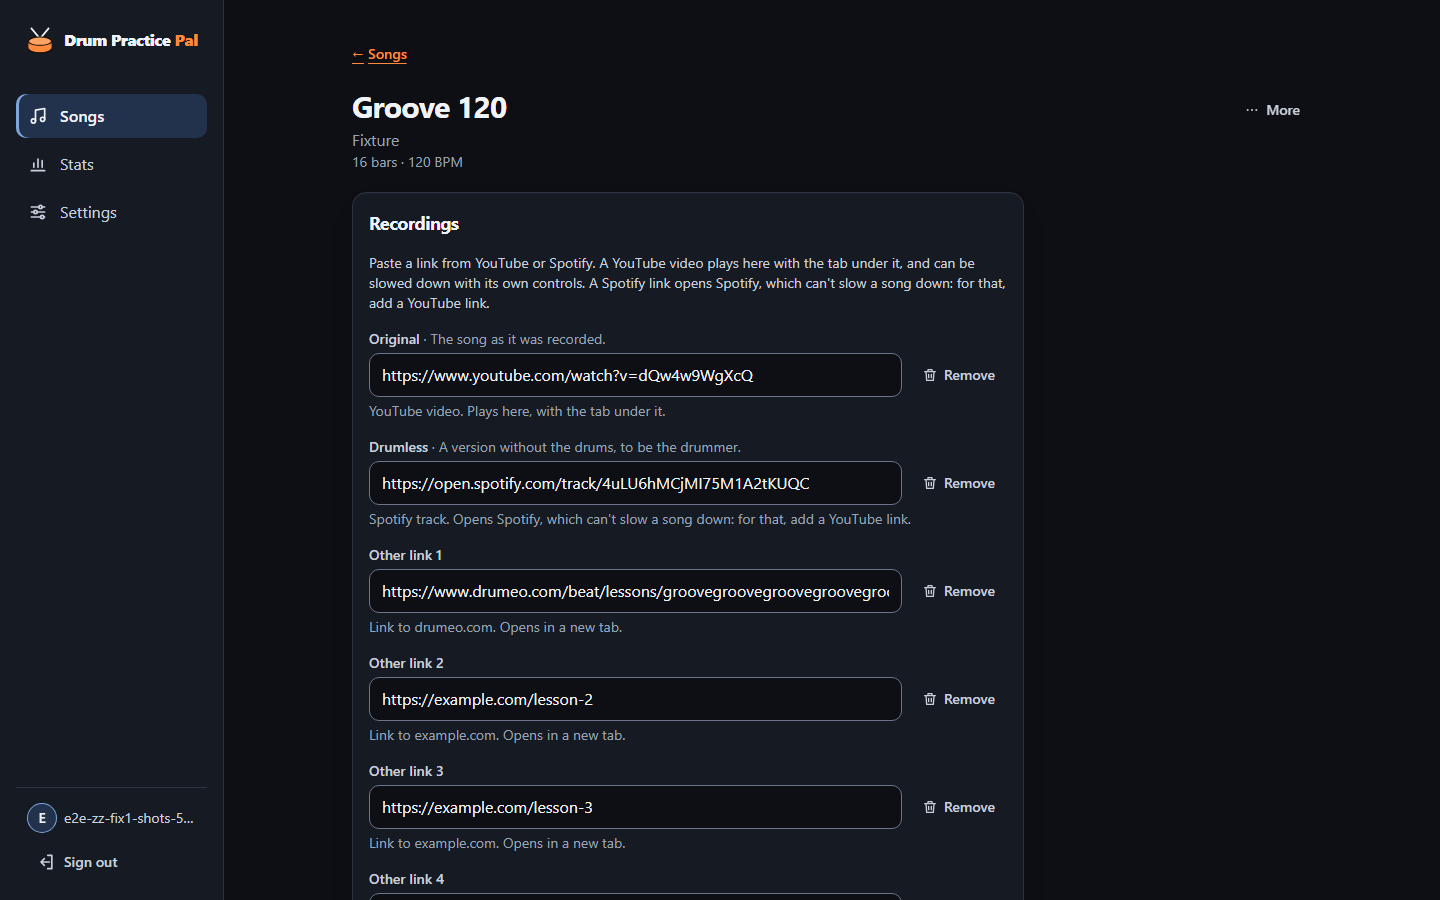 Drum Practice Pal
Songs
Stats
Settings
e2e-zz-fix1-shots-5...
Sign out
← Songs
Groove 120
··· More
Fixture
16 bars · 120 BPM
Recordings
Paste a link from YouTube or Spotify. A YouTube video plays here with the tab under it, and can be
slowed down with its own controls. A Spotify link opens Spotify, which can't slow a song down: for that,
add a YouTube link.
Original · The song as it was recorded.
https://www.youtube.com/watch?v=dQw4w9WgXcQ
Remove
YouTube video. Plays here, with the tab under it.
Drumless · A version without the drums, to be the drummer.
https://open.spotify.com/track/4uLU6hMCjMI75M1A2tKUQC
Remove
Spotify track. Opens Spotify, which can't slow a song down: for that, add a YouTube link.
Other link 1
https://www.drumeo.com/beat/lessons/groovegroovegroovegroovegroo
Remove
Link to drumeo.com. Opens in a new tab.
Other link 2
https://example.com/lesson-2
Remove
Link to example.com. Opens in a new tab.
Other link 3
https://example.com/lesson-3
Remove
Link to example.com. Opens in a new tab.
Other link 4